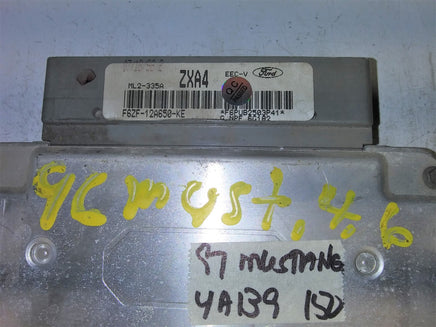 ZXA4
EEC-V
Ford
ML2-335A
F6ZF-12A650-KE
96 MUST. 4.6
97 MUSTANG
4A139 15D